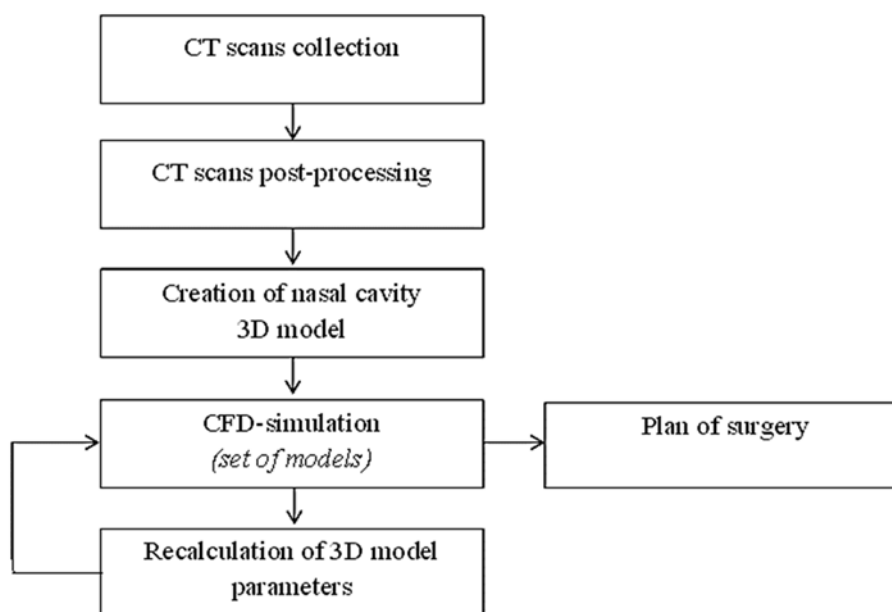 CT scans collection
CT scans post-processing
Creation of nasal cavity
3D model
CFD-simulation
(set of models)
Plan of surgery
Recalculation of 3D model
parameters